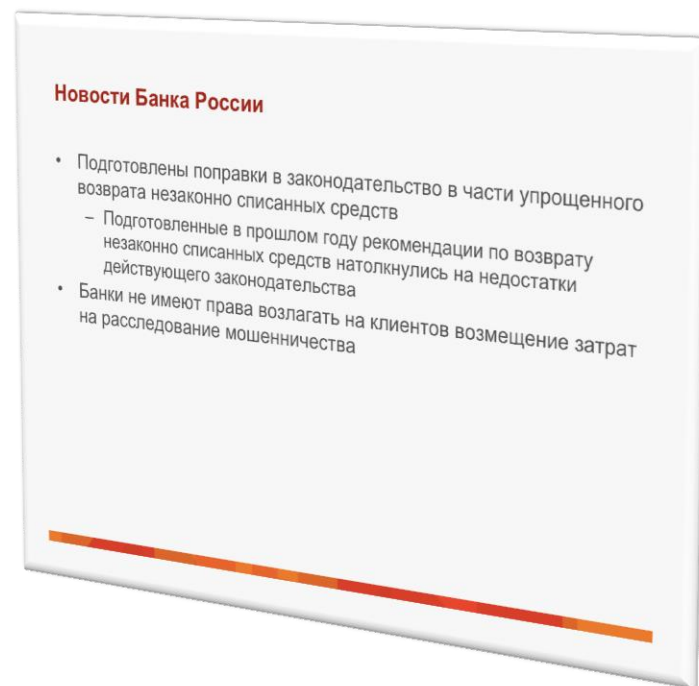 Новости Банка России
• Подготовлены поправки в законодательство в части упрощенного
возврата незаконно списанных средств
– Подготовленные в прошлом году рекомендации по возврату
незаконно списанных средств натолкнулись на недостатки
действующего законодательства
• Банки не имеют права возлагать на клиентов возмещение затрат
на расследование мошенничества